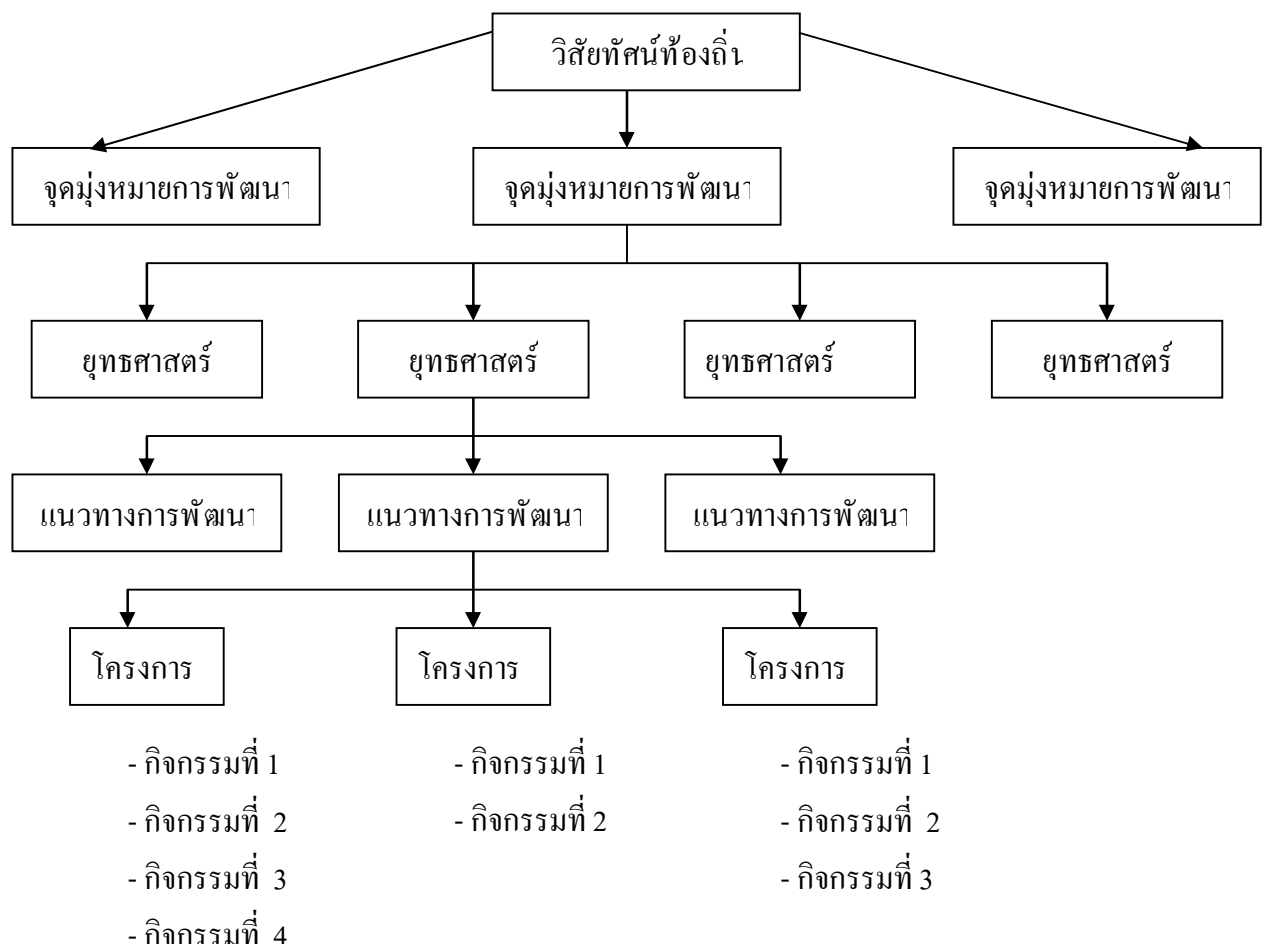 วิสัยทัศน์ท้องถิ่น
จุดมุ่งหมายการพัฒนา
จุดมุ่งหมายการพัฒนา
จุดมุ่งหมายการพัฒนา
ยุทธศาสตร์
ยุทธศาสตร์
ยุทธศาสตร์
ยุทธศาสตร์
แนวทางการพัฒนา
แนวทางการพัฒนา
แนวทางการพัฒนา
โครงการ
โครงการ
โครงการ
- กิจกรรมที่ 1
- กิจกรรมที่ 2
- กิจกรรมที่ 3
- กิจกรรมที่ 4
- กิจกรรมที่ 1
- กิจกรรมที่ 2
- กิจกรรมที่ 1
- กิจกรรมที่ 2
- กิจกรรมที่ 3